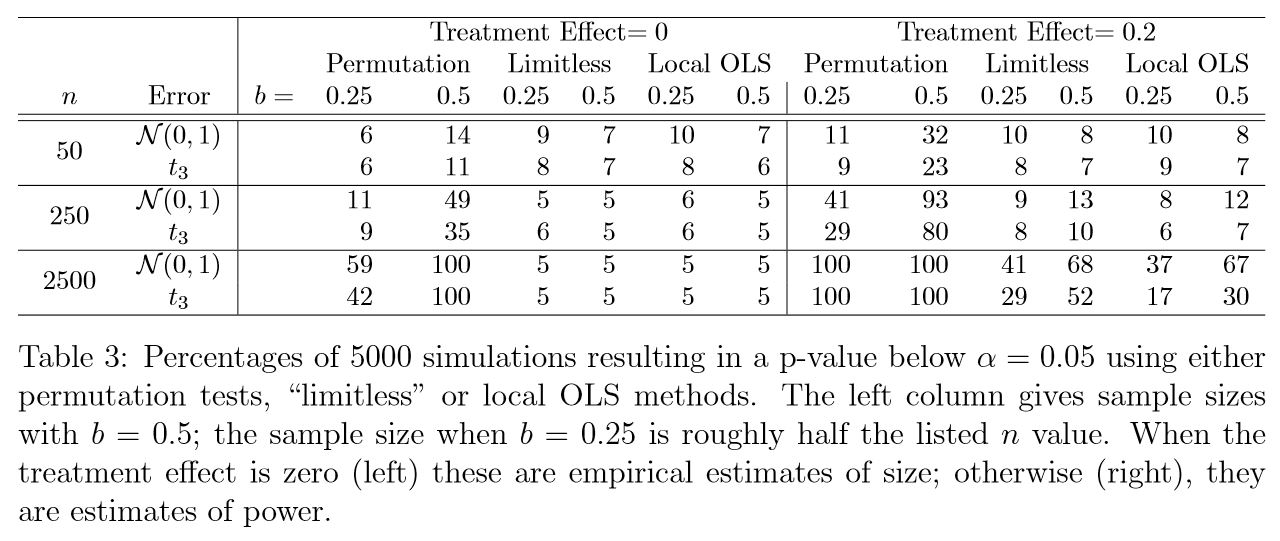 Treatment Effect= 0 Treatment Effect= 0.2
Permutation Limitless Local OLS Permutation Limitless Local OLS
n Error b = 0.25 0.5 0.25 0.5 0.25 0.5 0.25 0.5 0.25 0.5 0.25 0.5
50 𝒩(0, 1) 6 14 9 7 10 7 11 32 10 8 10 8
t₃ 6 11 8 7 8 6 9 23 8 7 9 7
250 𝒩(0, 1) 11 49 5 5 6 5 41 93 9 13 8 12
t₃ 9 35 6 5 6 5 29 80 8 10 6 7
2500 𝒩(0, 1) 59 100 5 5 5 5 100 100 41 68 37 67
t₃ 42 100 5 5 5 5 100 100 29 52 17 30
Table 3: Percentages of 5000 simulations resulting in a p-value below α = 0.05 using either
permutation tests, “limitless” or local OLS methods. The left column gives sample sizes
with b = 0.5; the sample size when b = 0.25 is roughly half the listed n value. When the
treatment effect is zero (left) these are empirical estimates of size; otherwise (right), they
are estimates of power.